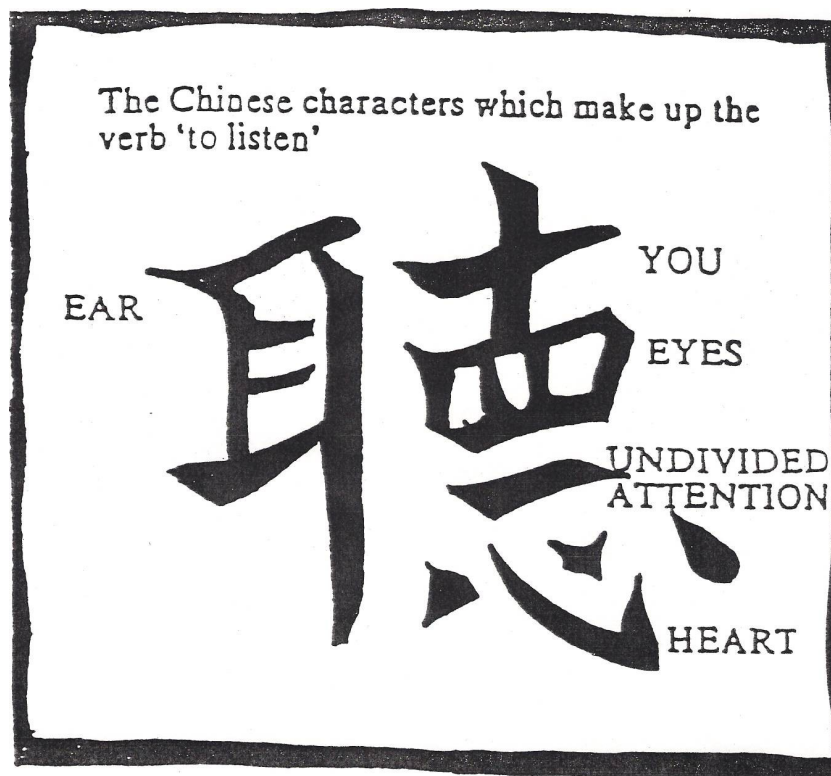 The Chinese characters which make up the
verb ‘to listen’
𦗟
EAR
YOU
EYES
UNDIVIDED
ATTENTION
HEART